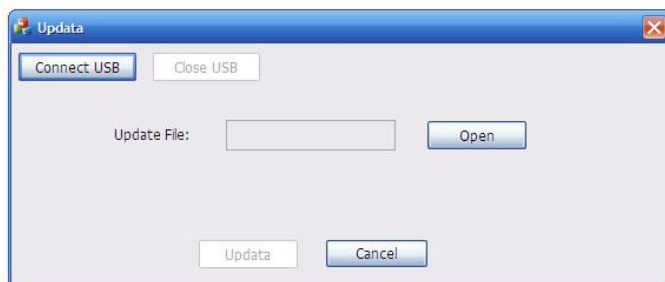 Updata
Connect USB Close USB
Update File: Open
Updata Cancel